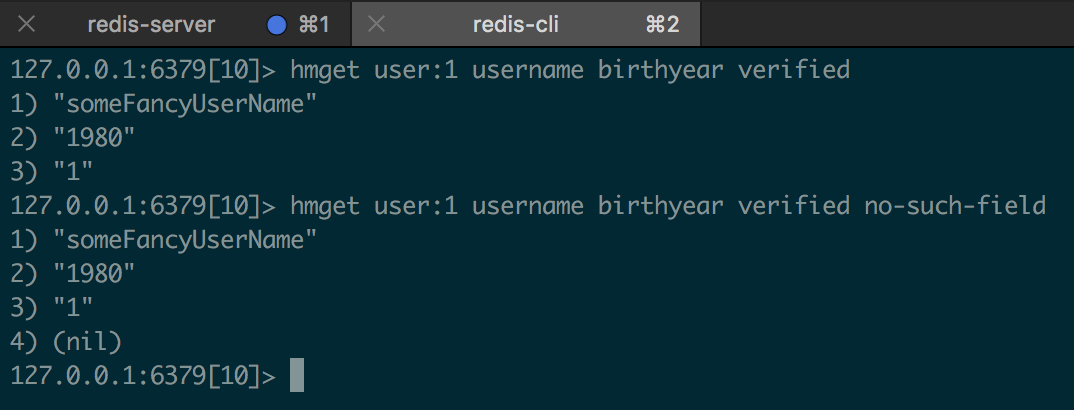 redis-server ⌘1 redis-cli ⌘2
127.0.0.1:6379[10]> hmget user:1 username birthyear verified
1) "someFancyUserName"
2) "1980"
3) "1"
127.0.0.1:6379[10]> hmget user:1 username birthyear verified no-such-field
1) "someFancyUserName"
2) "1980"
3) "1"
4) (nil)
127.0.0.1:6379[10]>